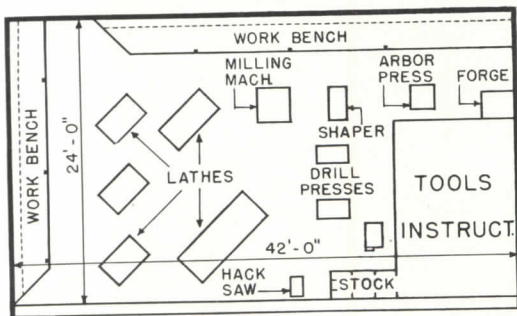 WORK BENCH
MILLING
MACH.
ARBOR
PRESS
FORGE
SHAPER
WORK BENCH
24'-0"
LATHES
DRILL
PRESSES
TOOLS
INSTRUCT.
42'-0"
HACK
SAW
STOCK